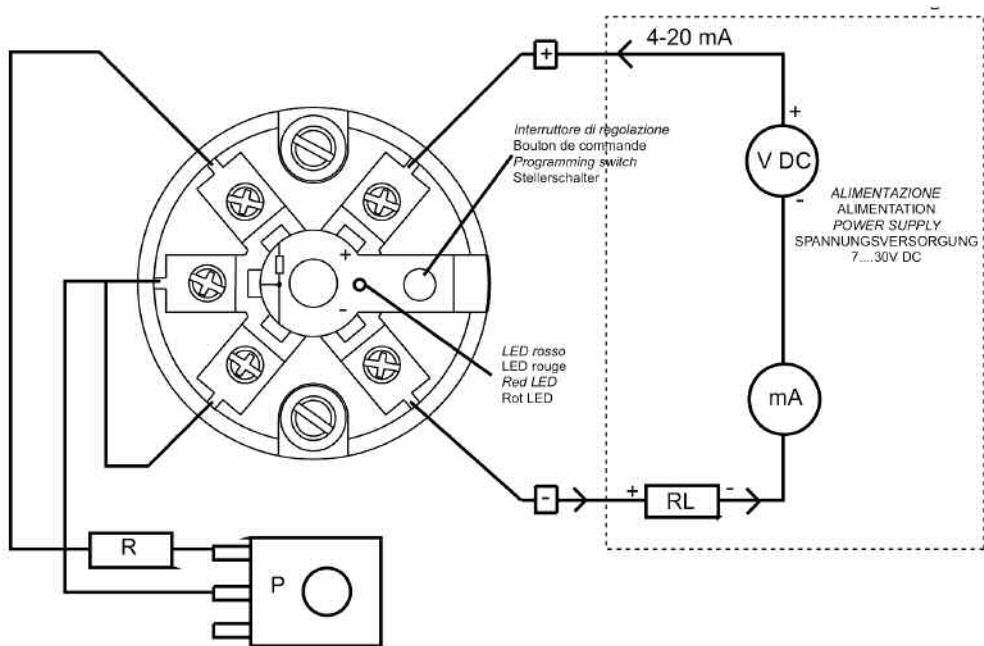 4-20 mA
+
+
V DC
-
Interruttore di regolazione
Bouton de commande
Programming switch
Stellerschalter
ALIMENTAZIONE
ALIMENTATION
POWER SUPPLY
SPANNUNGSVERSORGUNG
7....30V DC
+
-
LED rosso
LED rouge
Red LED
Rot LED
mA
-
+
RL
-
R
P